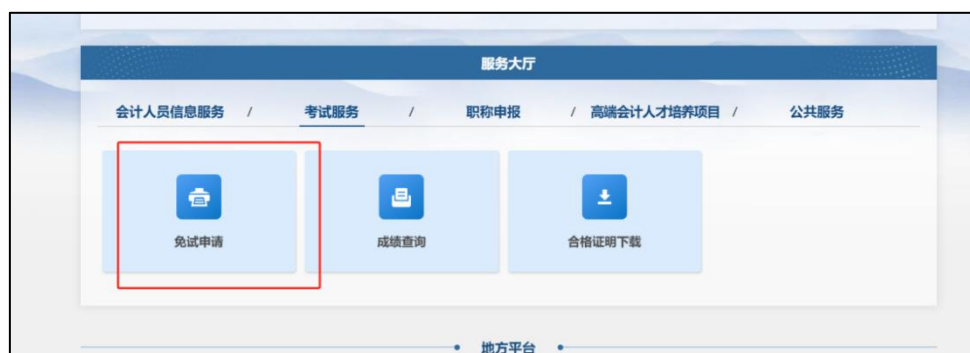 服务大厅
会计人员信息服务 / 考试服务 / 职称申报 / 高端会计人才培养项目 / 公共服务
免试申请 成绩查询 合格证明下载
地方平台